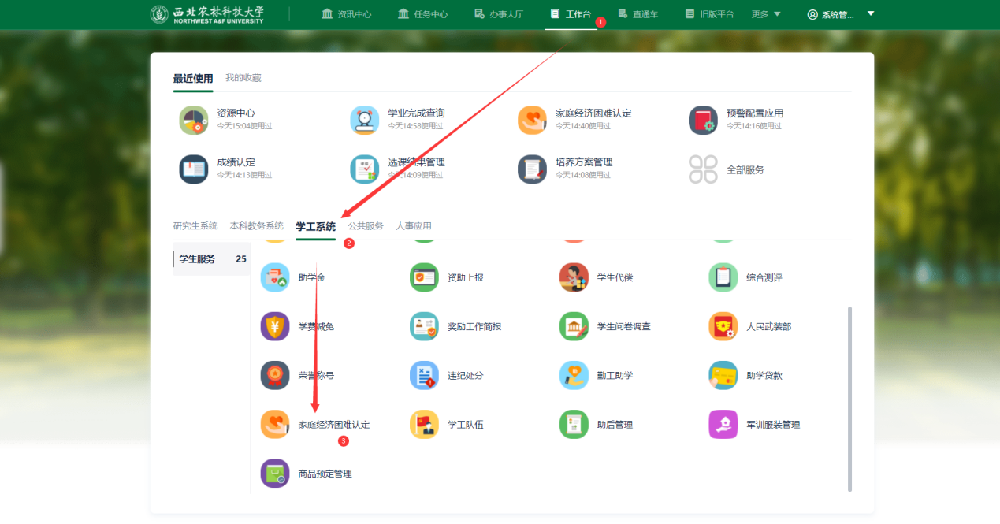 西北农林科技大学
NORTHWEST A&F UNIVERSITY
资讯中心
任务中心
办事大厅
工作台
1
直通车
旧版平台
更多
系统管...
最近使用
我的收藏
资源中心
今天15:04使用过
学业完成查询
今天14:58使用过
家庭经济困难认定
今天14:40使用过
预警配置应用
今天14:16使用过
成绩认定
今天14:13使用过
选课结果管理
今天14:09使用过
培养方案管理
今天14:08使用过
全部服务
研究生系统
本科教务系统
学工系统
公共服务
人事应用
2
学生服务 25
助学金
资助上报
学生代偿
综合测评
学费减免
奖励工作简报
学生问卷调查
人民武装部
荣誉称号
违纪处分
勤工助学
助学贷款
家庭经济困难认定
学工队伍
助后管理
军训服装管理
3
商品预定管理